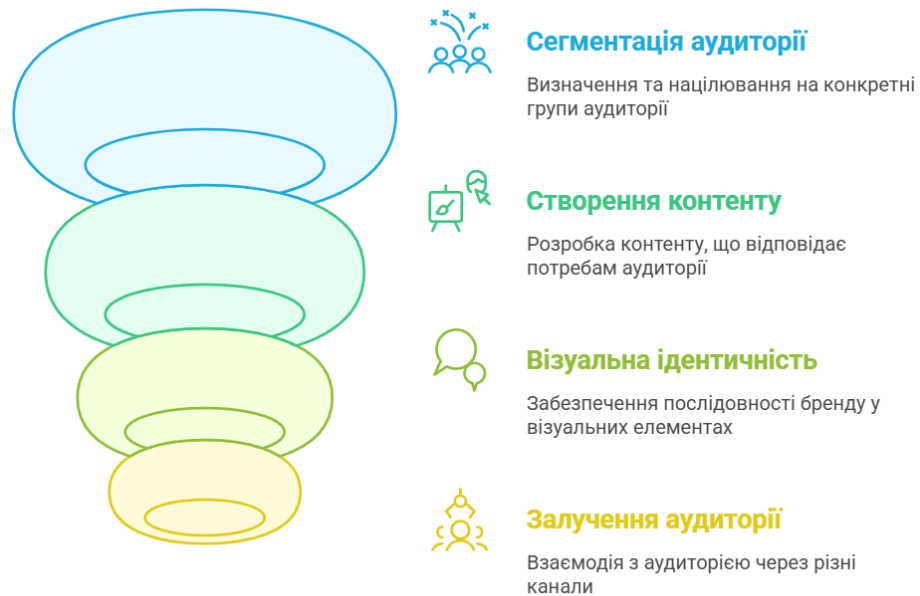 Сегментація аудиторії
Визначення та націлювання на конкретні
групи аудиторії
Створення контенту
Розробка контенту, що відповідає
потребам аудиторії
Візуальна ідентичність
Забезпечення послідовності бренду у
візуальних елементах
Залучення аудиторії
Взаємодія з аудиторією через різні
канали